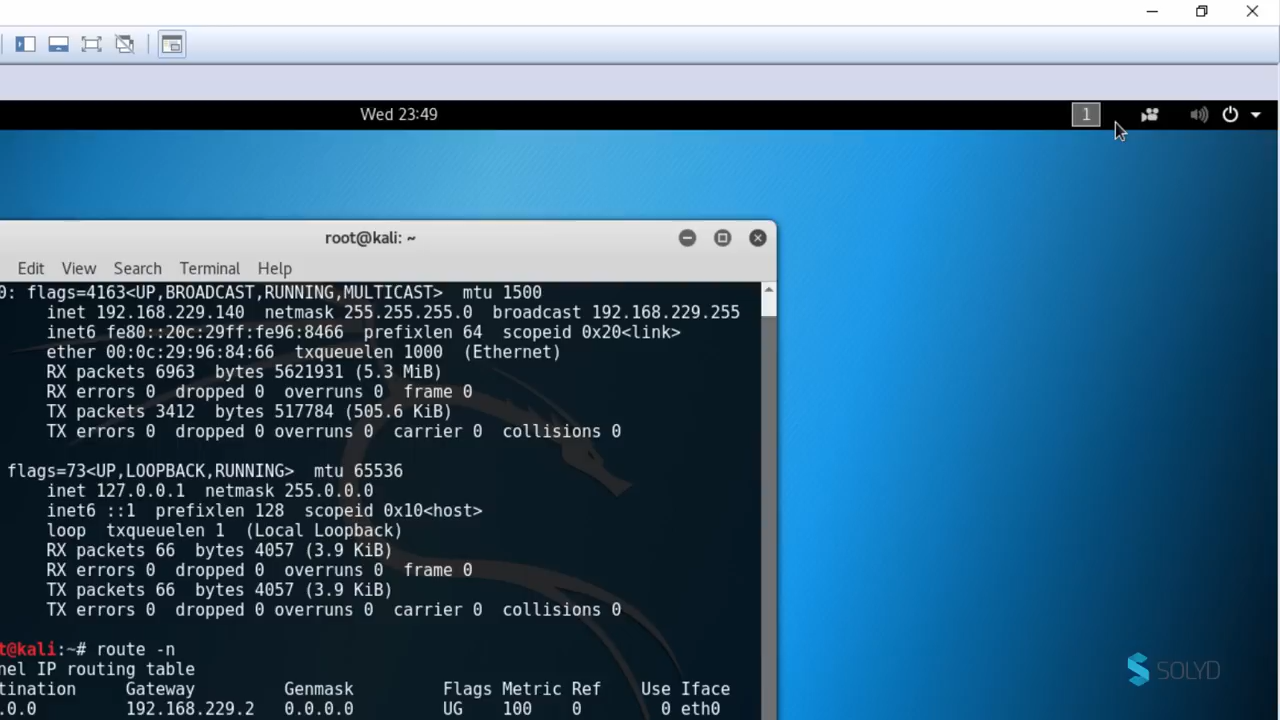 Wed 23:49
1
root@kali: ~
Edit View Search Terminal Help
0: flags=4163<UP,BROADCAST,RUNNING,MULTICAST> mtu 1500
inet 192.168.229.140 netmask 255.255.255.0 broadcast 192.168.229.255
inet6 fe80::20c:29ff:fe96:8466 prefixlen 64 scopeid 0x20<link>
ether 00:0c:29:96:84:66 txqueuelen 1000 (Ethernet)
RX packets 6963 bytes 5621931 (5.3 MiB)
RX errors 0 dropped 0 overruns 0 frame 0
TX packets 3412 bytes 517784 (505.6 KiB)
TX errors 0 dropped 0 overruns 0 carrier 0 collisions 0
flags=73<UP,LOOPBACK,RUNNING> mtu 65536
inet 127.0.0.1 netmask 255.0.0.0
inet6 ::1 prefixlen 128 scopeid 0x10<host>
loop txqueuelen 1 (Local Loopback)
RX packets 66 bytes 4057 (3.9 KiB)
RX errors 0 dropped 0 overruns 0 frame 0
TX packets 66 bytes 4057 (3.9 KiB)
TX errors 0 dropped 0 overruns 0 carrier 0 collisions 0
t@kali:~# route -n
nel IP routing table
tination Gateway Genmask Flags Metric Ref Use Iface
.0.0 192.168.229.2 0.0.0.0 UG 100 0 0 eth0
SOLYD